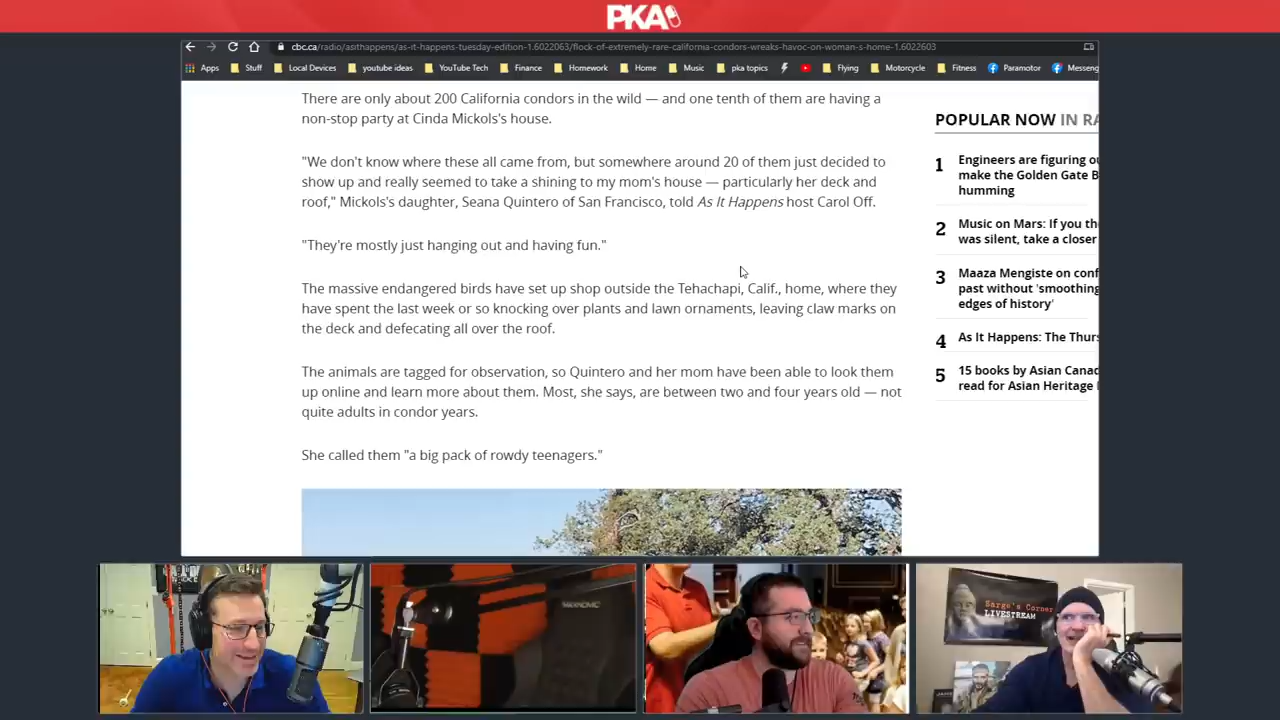 PKA
cbc.ca/radio/asithappens/as-it-happens-tuesday-edition-1.6022063/flock-of-extremely-rare-california-condors-wreaks-havoc-on-woman-s-home-1.6022603
Apps Stuff Local Devices youtube ideas YouTube Tech Finance Homework Home Music pka topics Flying Motorcycle Fitness Paramotor Messeng
There are only about 200 California condors in the wild — and one tenth of them are having a
non-stop party at Cinda Mickols's house.
"We don't know where these all came from, but somewhere around 20 of them just decided to
show up and really seemed to take a shining to my mom's house — particularly her deck and
roof," Mickols's daughter, Seana Quintero of San Francisco, told As It Happens host Carol Off.
"They're mostly just hanging out and having fun."
The massive endangered birds have set up shop outside the Tehachapi, Calif., home, where they
have spent the last week or so knocking over plants and lawn ornaments, leaving claw marks on
the deck and defecating all over the roof.
The animals are tagged for observation, so Quintero and her mom have been able to look them
up online and learn more about them. Most, she says, are between two and four years old — not
quite adults in condor years.
She called them "a big pack of rowdy teenagers."
POPULAR NOW IN RA
1 Engineers are figuring ou
make the Golden Gate B
humming
2 Music on Mars: If you th
was silent, take a closer
3 Maaza Mengiste on conf
past without 'smoothing
edges of history'
4 As It Happens: The Thurs
5 15 books by Asian Canad
read for Asian Heritage
Sarge's Corner
LIVESTREAM